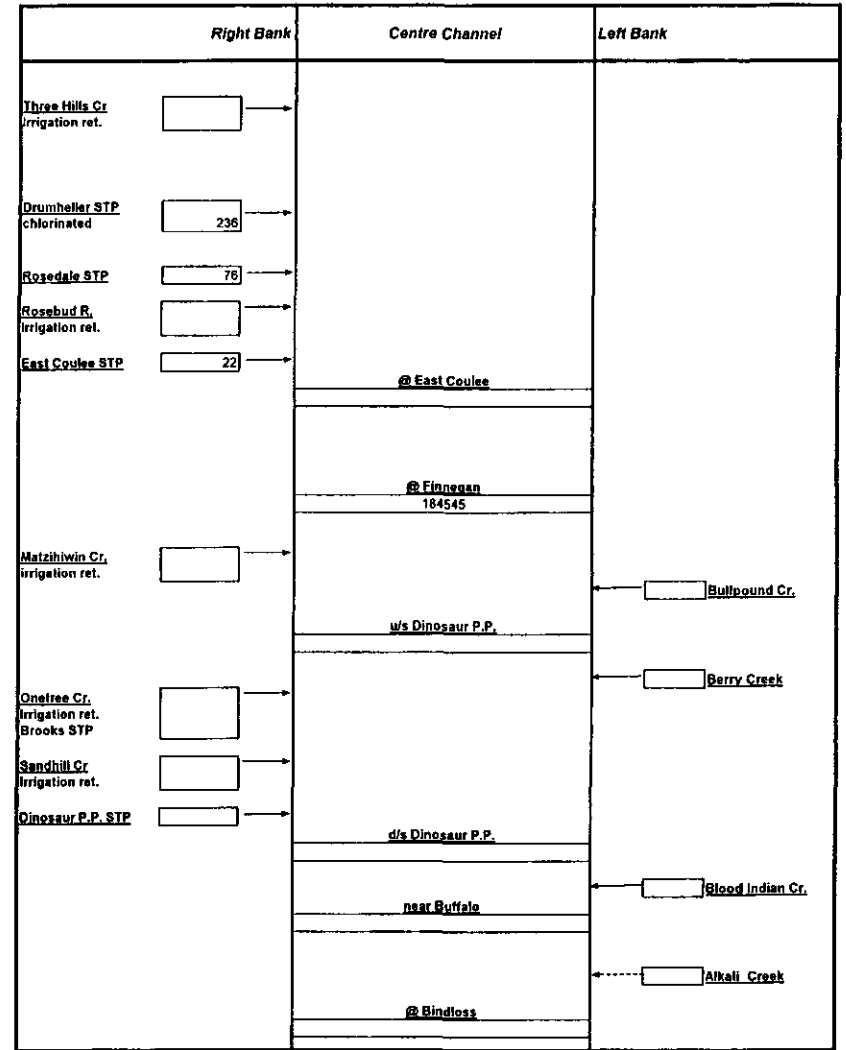 Right Bank
Centre Channel
Left Bank
Three Hills Cr
Irrigation ret.
Drumheller STP
chlorinated
236
Rosedale STP
76
Rosebud R,
Irrigation ret.
East Coulee STP
22
@ East Coulee
@ Finnegan
184545
Matzihiwin Cr,
irrigation ret.
Bullpound Cr.
u/s Dinosaur P.P.
Berry Creek
Onetree Cr.
Irrigation ret.
Brooks STP
Sandhill Cr
Irrigation ret.
Dinosaur P.P. STP
d/s Dinosaur P.P.
Blood Indian Cr.
near Buffalo
Alkali Creek
@ Bindloss